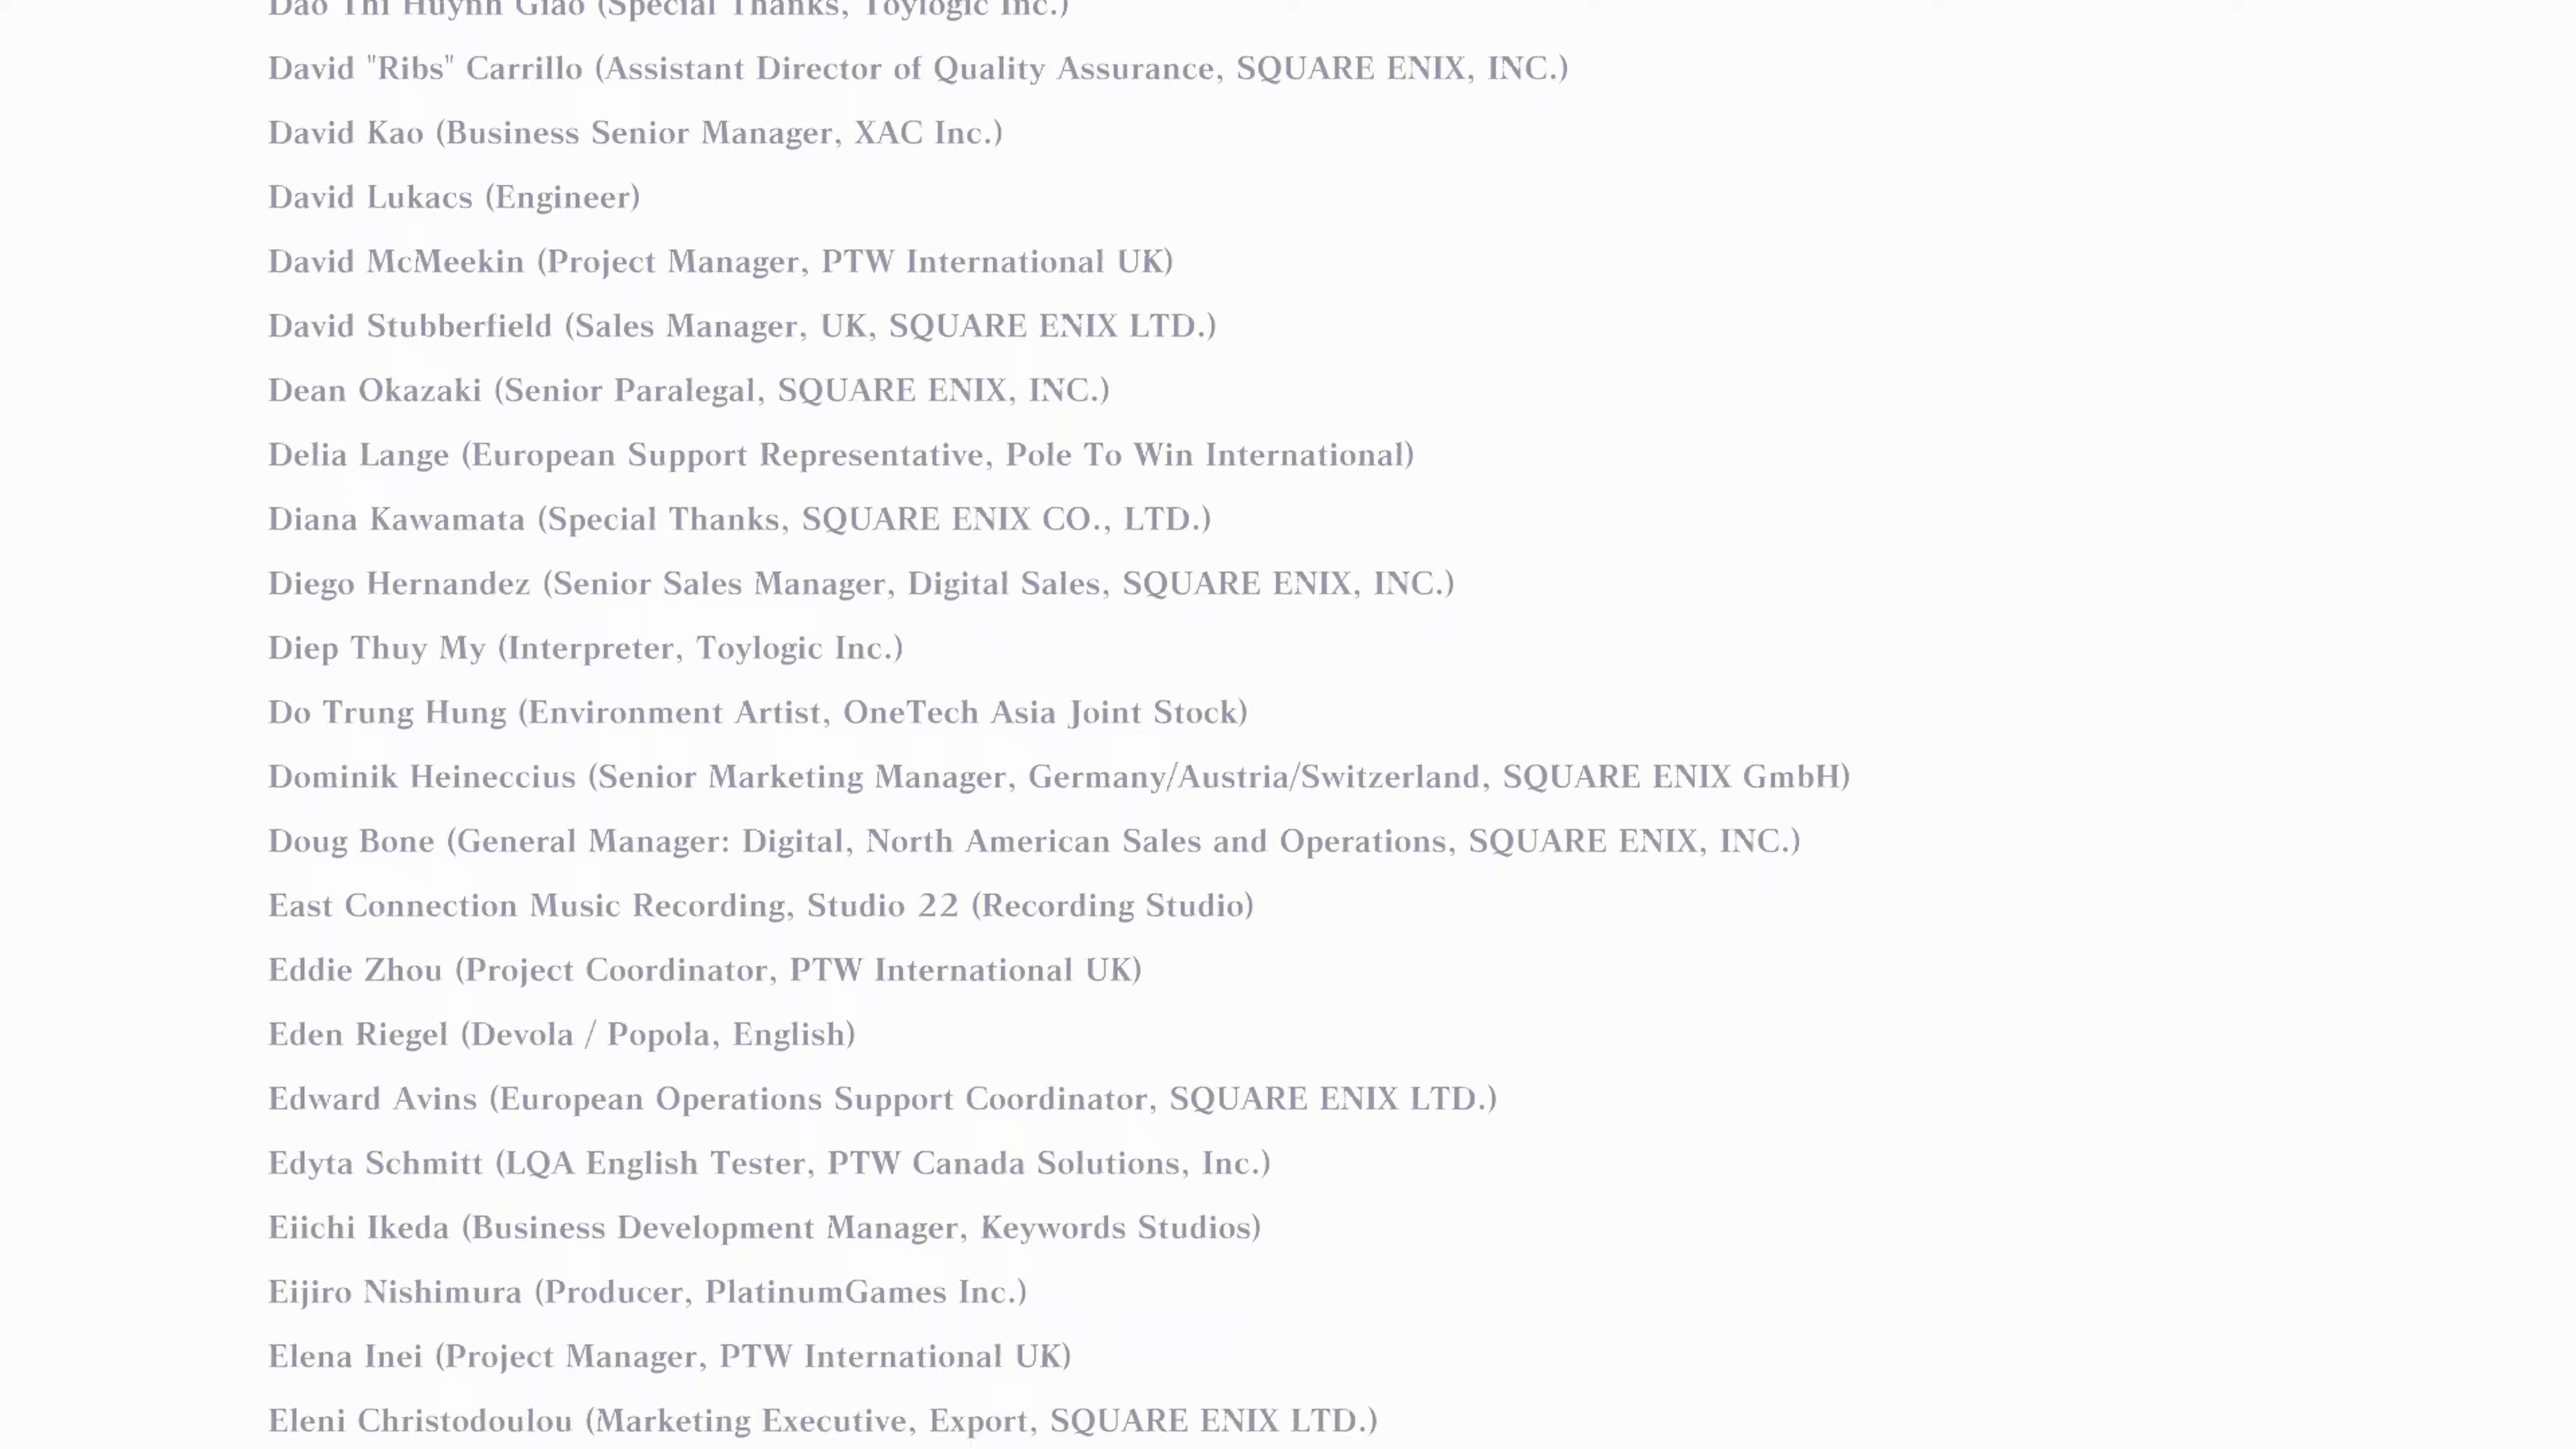 Dao Thi Huynh Giao (Special Thanks, Toylogic Inc.)
David "Ribs" Carrillo (Assistant Director of Quality Assurance, SQUARE ENIX, INC.)
David Kao (Business Senior Manager, XAC Inc.)
David Lukacs (Engineer)
David McMeekin (Project Manager, PTW International UK)
David Stubberfield (Sales Manager, UK, SQUARE ENIX LTD.)
Dean Okazaki (Senior Paralegal, SQUARE ENIX, INC.)
Delia Lange (European Support Representative, Pole To Win International)
Diana Kawamata (Special Thanks, SQUARE ENIX CO., LTD.)
Diego Hernandez (Senior Sales Manager, Digital Sales, SQUARE ENIX, INC.)
Diep Thuy My (Interpreter, Toylogic Inc.)
Do Trung Hung (Environment Artist, OneTech Asia Joint Stock)
Dominik Heineccius (Senior Marketing Manager, Germany/Austria/Switzerland, SQUARE ENIX GmbH)
Doug Bone (General Manager: Digital, North American Sales and Operations, SQUARE ENIX, INC.)
East Connection Music Recording, Studio 22 (Recording Studio)
Eddie Zhou (Project Coordinator, PTW International UK)
Eden Riegel (Devola / Popola, English)
Edward Avins (European Operations Support Coordinator, SQUARE ENIX LTD.)
Edyta Schmitt (LQA English Tester, PTW Canada Solutions, Inc.)
Eiichi Ikeda (Business Development Manager, Keywords Studios)
Eijiro Nishimura (Producer, PlatinumGames Inc.)
Elena Inei (Project Manager, PTW International UK)
Eleni Christodoulou (Marketing Executive, Export, SQUARE ENIX LTD.)